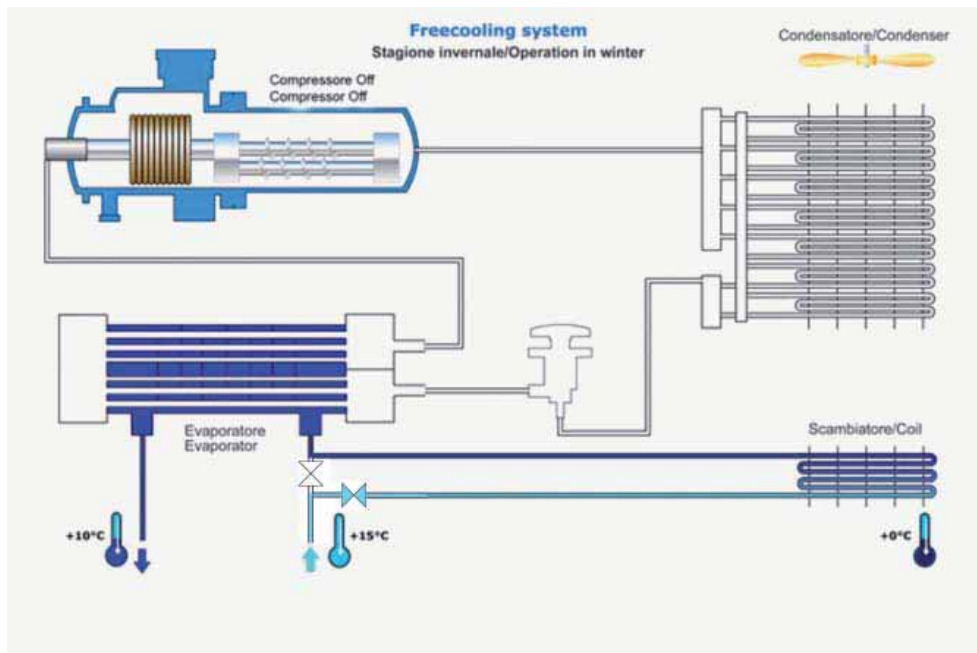 Freecooling system
Stagione invernale/Operation in winter
Condensatore/Condenser
Compressore Off
Compressor Off
Evaporatore
Evaporator
Scambiatore/Coil
+10°C
+15°C
+0°C